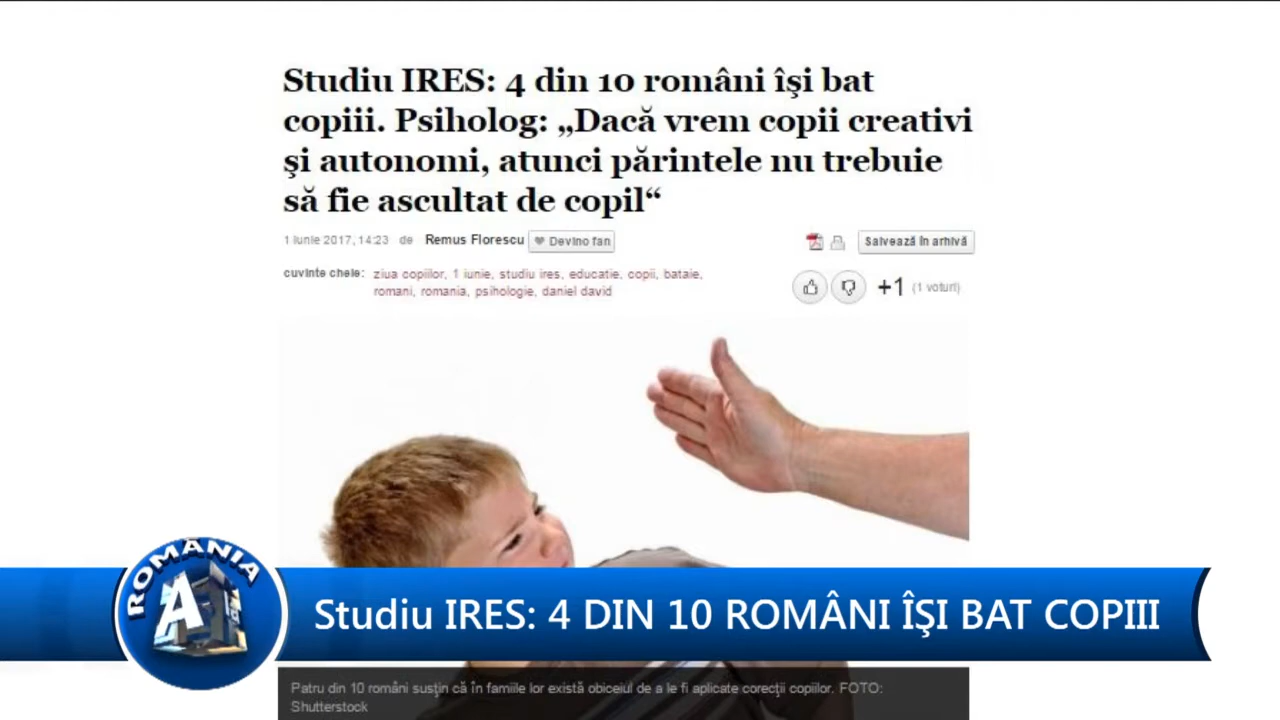 Studiu IRES: 4 din 10 români îşi bat
copiii. Psiholog: „Dacă vrem copii creativi
şi autonomi, atunci părintele nu trebuie
să fie ascultat de copil“
1 iunie 2017, 14:23 de Remus Florescu Devino fan
Salvează în arhivă
cuvinte cheie: ziua copiilor, 1 iunie, studiu ires, educatie, copii, bataie,
romani, romania, psihologie, daniel david
+1 (1 voturi)
ROMANIA
A
Studiu IRES: 4 DIN 10 ROMÂNI ÎŞI BAT COPIII
Patru din 10 români susţin că în familile lor există obiceiul de a le fi aplicate corecţii copiilor. FOTO:
Shutterstock